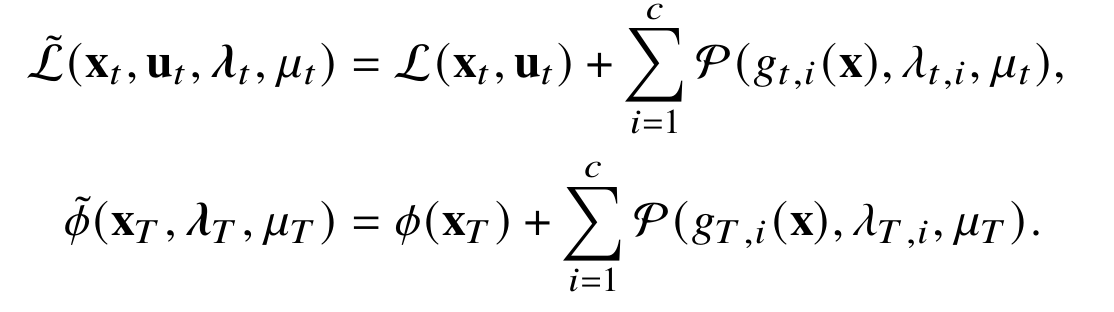 $\tilde{\mathcal{L}}(\mathbf{x}_t, \mathbf{u}_t, \boldsymbol{\lambda}_t, \mu_t) = \mathcal{L}(\mathbf{x}_t, \mathbf{u}_t) + \sum_{i=1}^{c} \mathcal{P}(g_{t,i}(\mathbf{x}), \lambda_{t,i}, \mu_t),$
$\tilde{\phi}(\mathbf{x}_T, \boldsymbol{\lambda}_T, \mu_T) = \phi(\mathbf{x}_T) + \sum_{i=1}^{c} \mathcal{P}(g_{T,i}(\mathbf{x}), \lambda_{T,i}, \mu_T).$